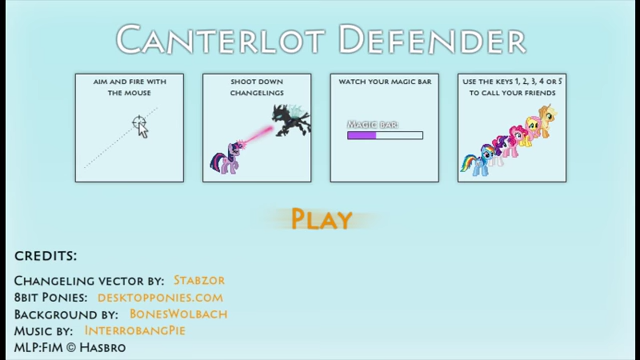 CANTERLOT DEFENDER
AIM AND FIRE WITH
THE MOUSE
SHOOT DOWN
CHANGELINGS
WATCH YOUR MAGIC BAR
MAGIC BAR
USE THE KEYS 1, 2, 3, 4 OR 5
TO CALL YOUR FRIENDS
PLAY
CREDITS:
CHANGELING VECTOR BY: STABZOR
8BIT PONIES: DESKTOPPONIES.COM
BACKGROUND BY: BONESWOLBACH
MUSIC BY: INTERROBANGPIE
MLP:FIM © HASBRO